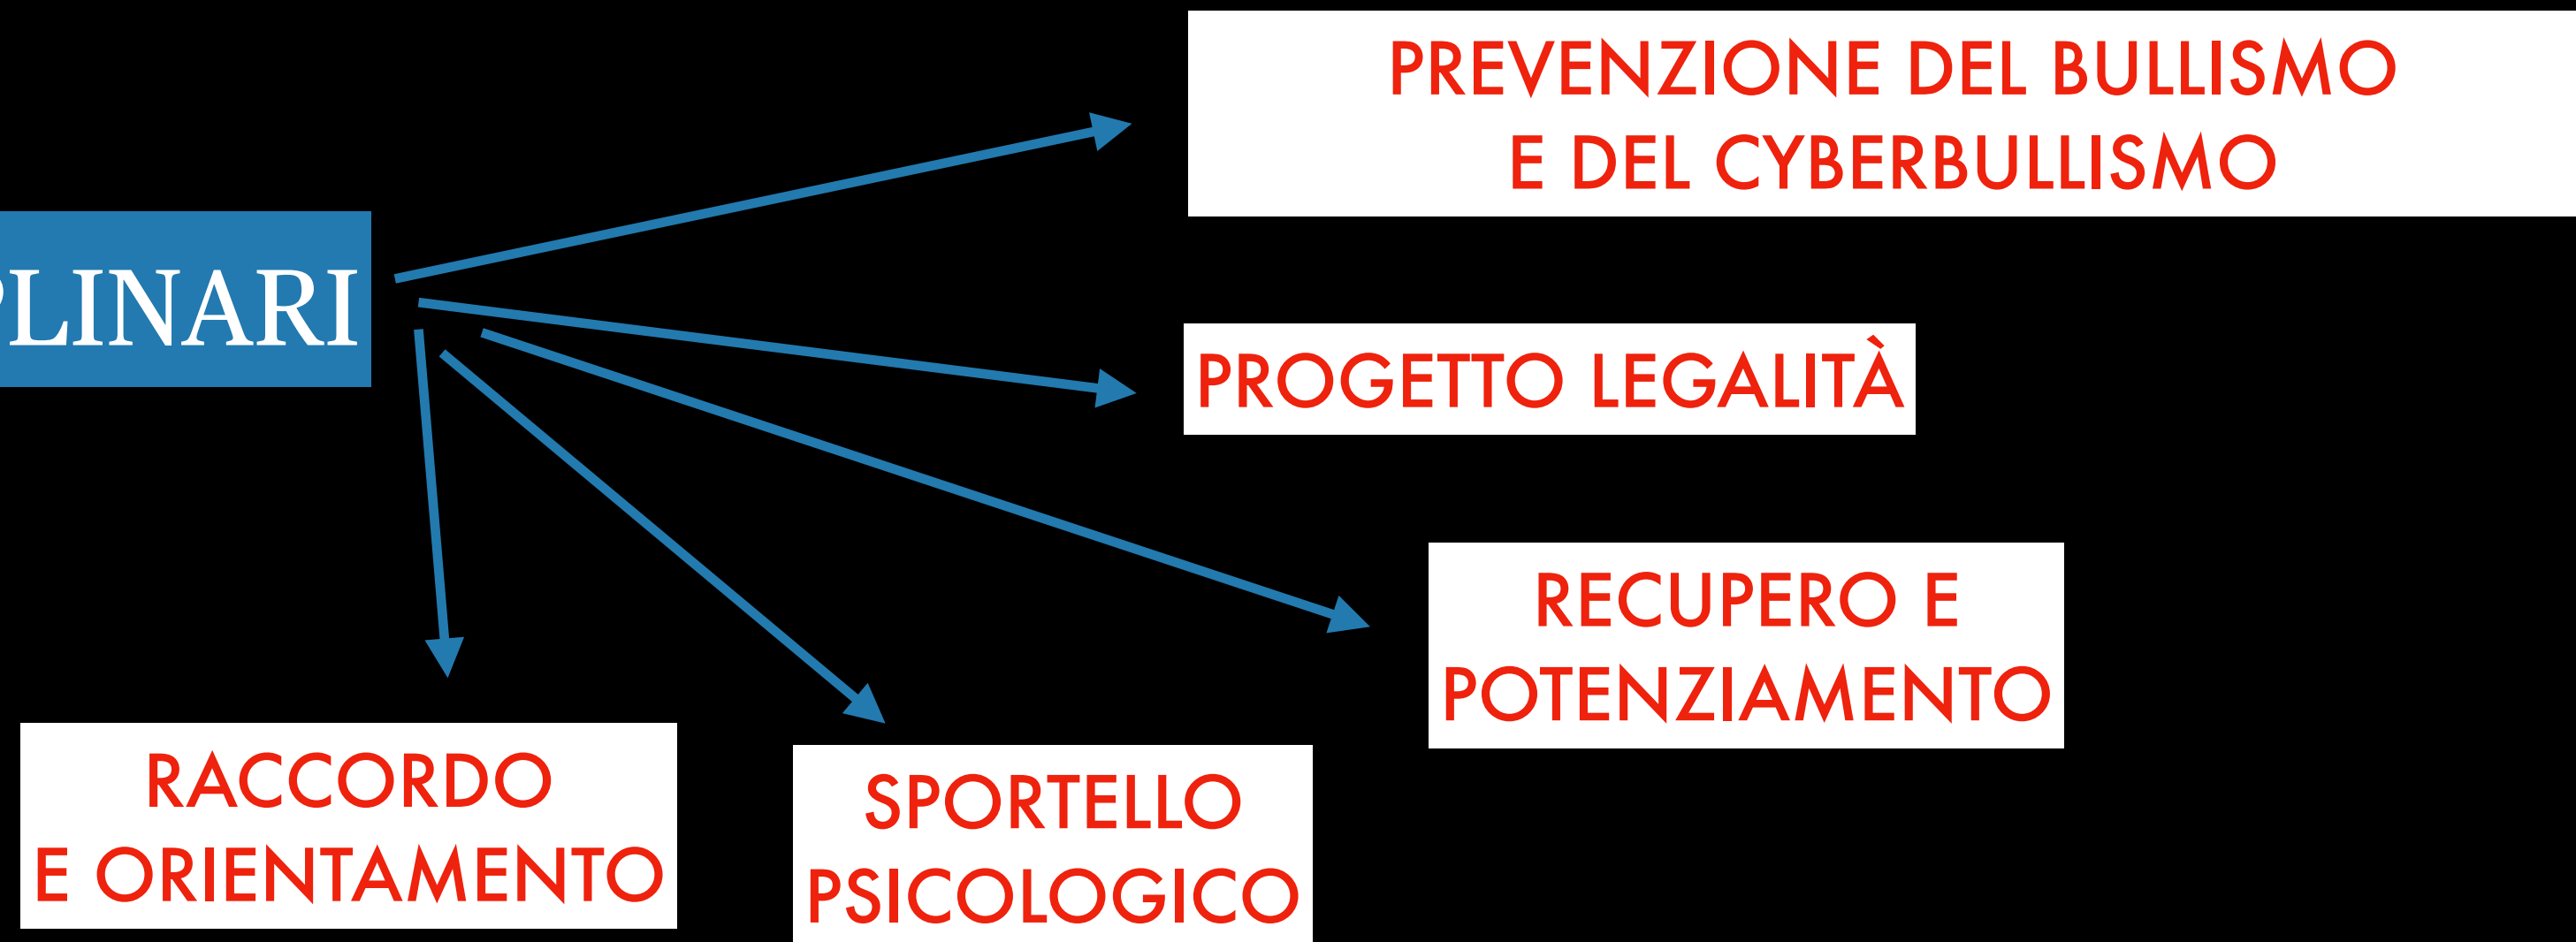 PREVENZIONE DEL BULLISMO
E DEL CYBERBULLISMO
PLINARI
PROGETTO LEGALITÀ
RECUPERO E
POTENZIAMENTO
RACCORDO
E ORIENTAMENTO
SPORTELLO
PSICOLOGICO